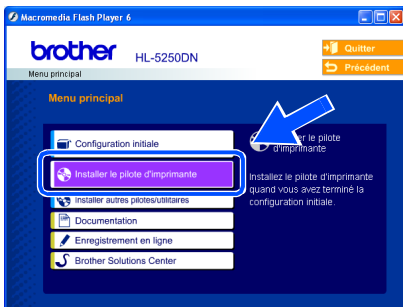 Macromedia Flash Player 6
brother HL-5250DN
Quitter
Précédent
Menu principal
Menu principal
Configuration initiale
Installer le pilote d'imprimante
Installer autres pilotes/utilitaires
Documentation
Enregistrement en ligne
Brother Solutions Center
er le pilote
d'imprimante
Installez le pilote d'imprimante
quand vous avez terminé la
configuration initiale.